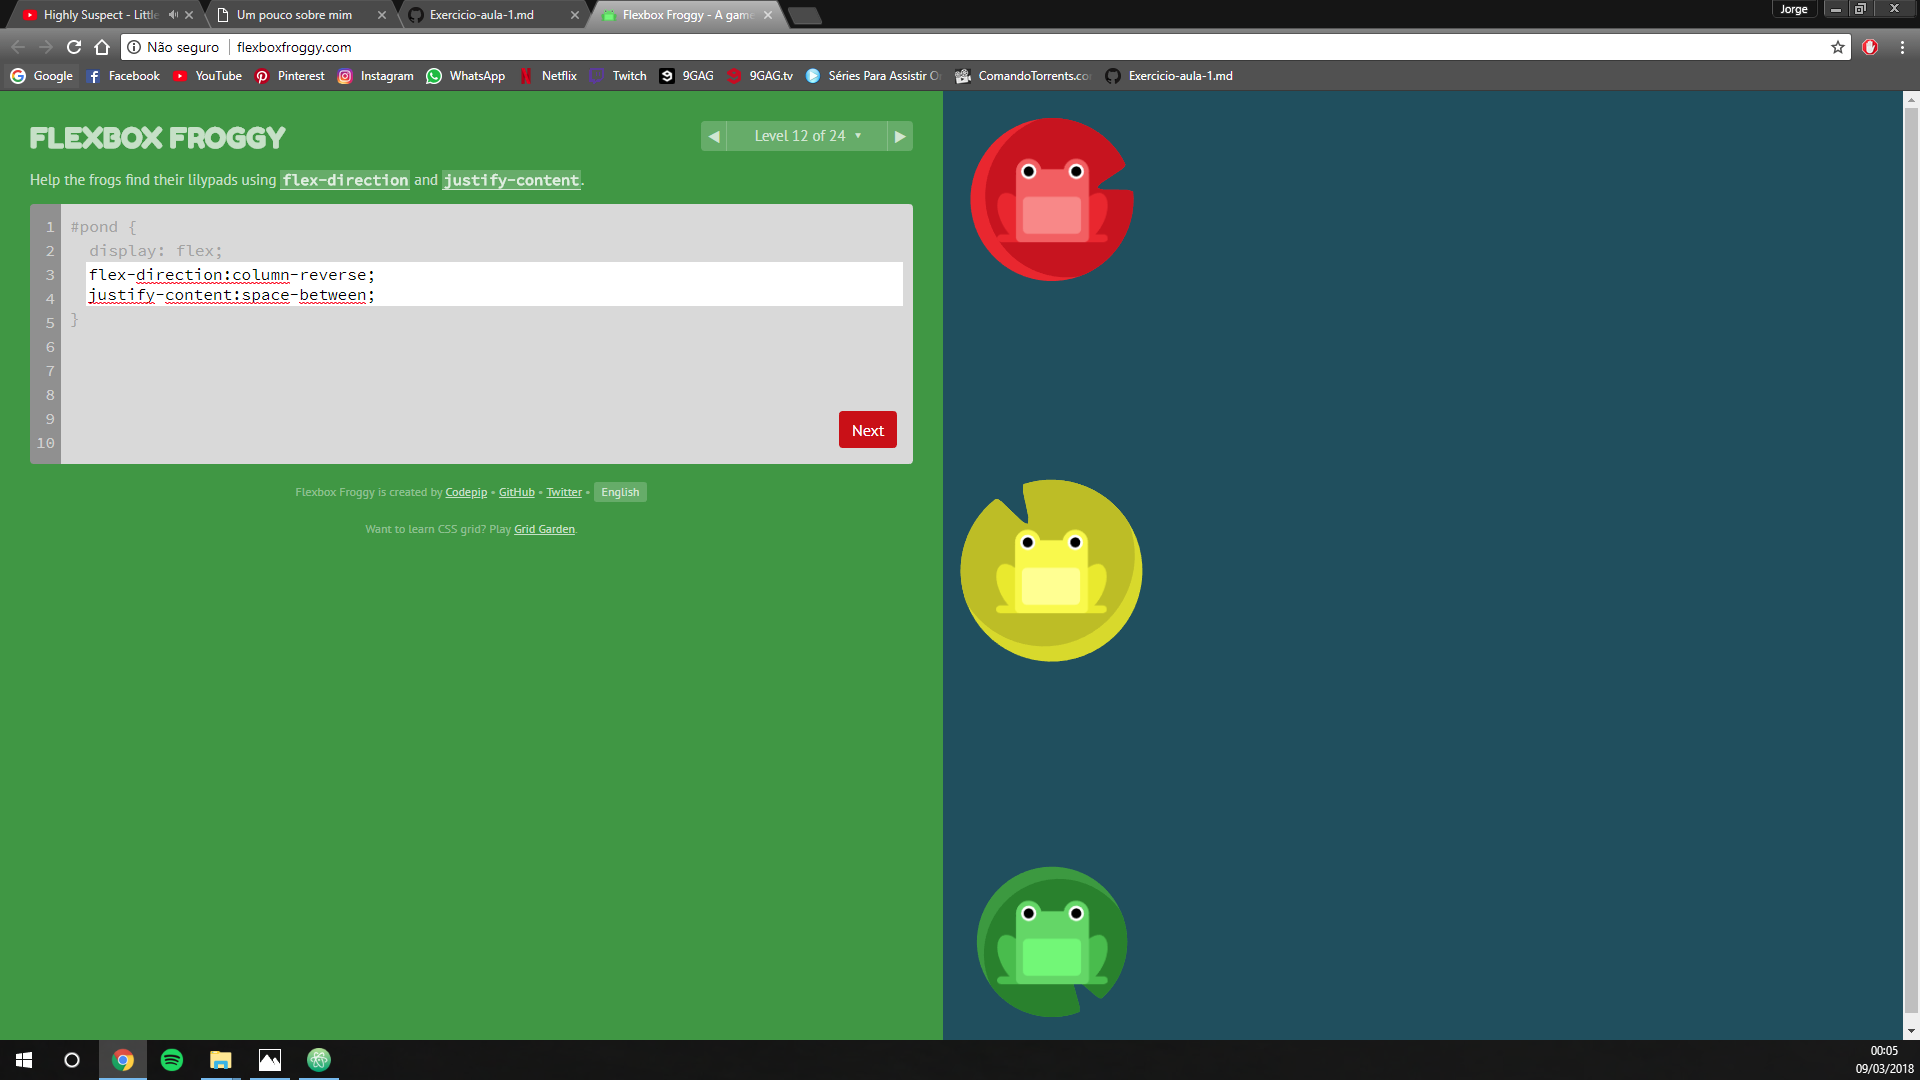 Highly Suspect - Little
Um pouco sobre mim
Exercicio-aula-1.md
Flexbox Froggy - A game
Jorge
Não seguro
flexboxfroggy.com
Google
Facebook
YouTube
Pinterest
Instagram
WhatsApp
Netflix
Twitch
9GAG
9GAG.tv
Séries Para Assistir O
ComandoTorrents.co
Exercicio-aula-1.md
FLEXBOX FROGGY
◀ Level 12 of 24 ▼ ▶
Help the frogs find their lilypads using flex-direction and justify-content.
1 #pond {
2 display: flex;
3 flex-direction:column-reverse;
4 justify-content:space-between;
5 }
6
7
8
9
10
Next
Flexbox Froggy is created by Codepip • GitHub • Twitter • English
Want to learn CSS grid? Play Grid Garden.
00:05
09/03/2018